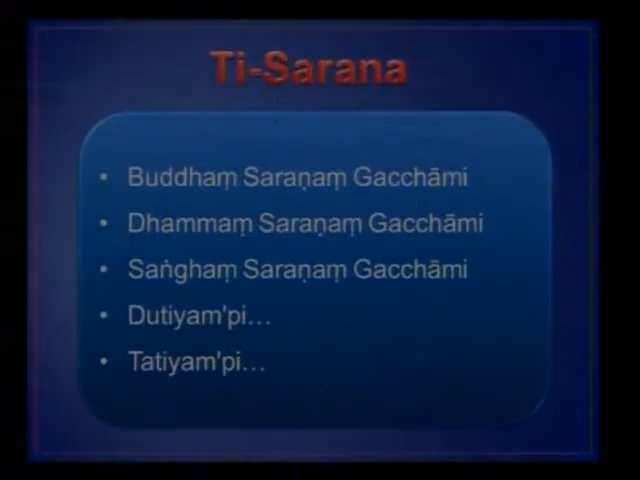 Ti-Sarana
• Buddhaṃ Saraṇaṃ Gacchāmi
• Dhammaṃ Saraṇaṃ Gacchāmi
• Saṅghaṃ Saraṇaṃ Gacchāmi
• Dutiyam'pi...
• Tatiyam'pi...